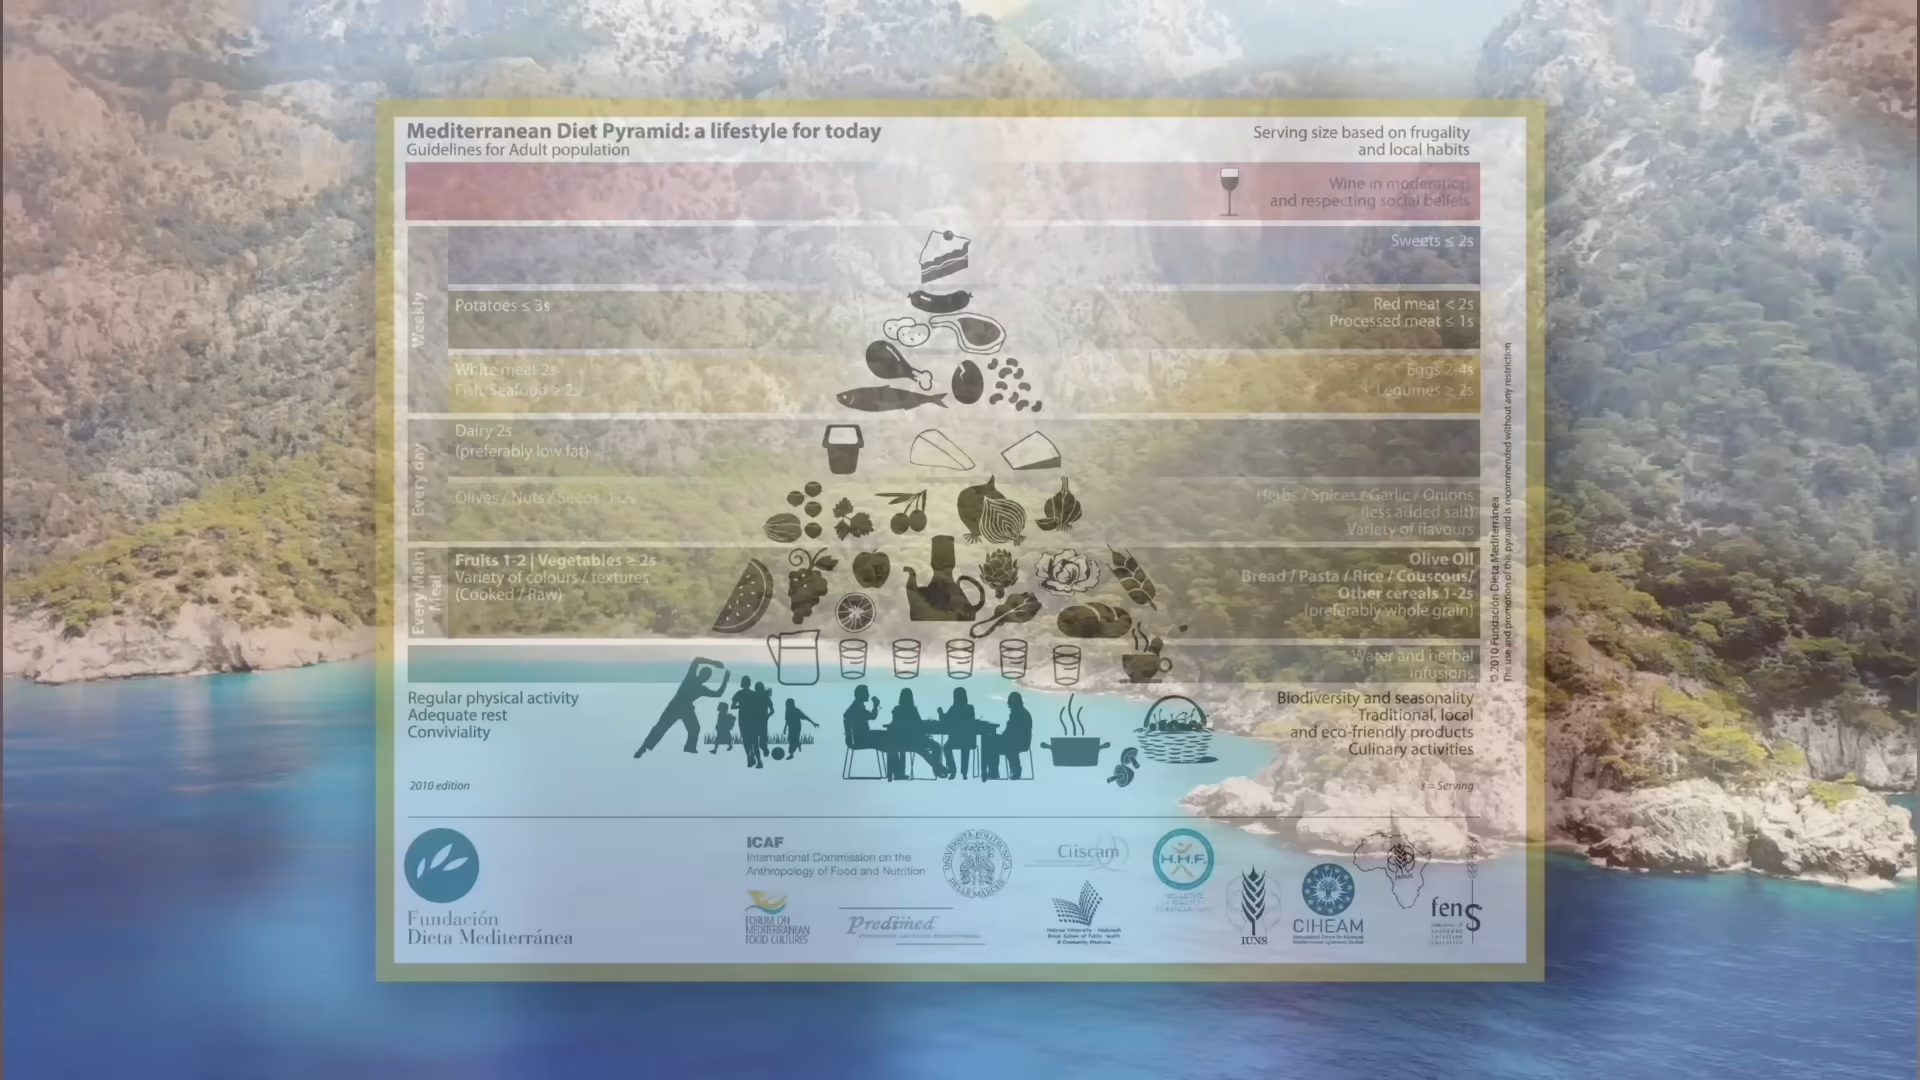 Mediterranean Diet Pyramid: a lifestyle for today
Guidelines for Adult population
Serving size based on frugality
and local habits
Wine in moderation
and respecting social beliefs
Weekly
Sweets ≤ 2s
Potatoes ≤ 3s
Red meat < 2s
Processed meat ≤ 1s
White meat 2s
Fish/Seafood ≥ 2s
Eggs 2-4s
Legumes ≥ 2s
Every day
Dairy 2s
(preferably low fat)
Olives / Nuts / Seeds 1-2s
Herbs / Spices / Garlic / Onions
(less added salt)
Variety of flavours
Every Main
Meal
Fruits 1-2 | Vegetables ≥ 2s
Variety of colours / textures
(Cooked / Raw)
Olive Oil
Bread / Pasta / Rice / Couscous/
Other cereals 1-2s
(preferably whole grain)
Water and herbal
infusions
© 2010 Fundación Dieta Mediterránea
The use and promotion of this pyramid is recommended without any restriction
Regular physical activity
Adequate rest
Conviviality
Biodiversity and seasonality
Traditional, local
and eco-friendly products
Culinary activities
2010 edition
s = Serving
Fundación
Dieta Mediterránea
ICAF
International Commission on the
Anthropology of Food and Nutrition
FORUM ON
MEDITERRANEAN
FOOD CULTURES
Predimed
Ciiscam
H.H.F.
IUNS
CIHEAM
fens